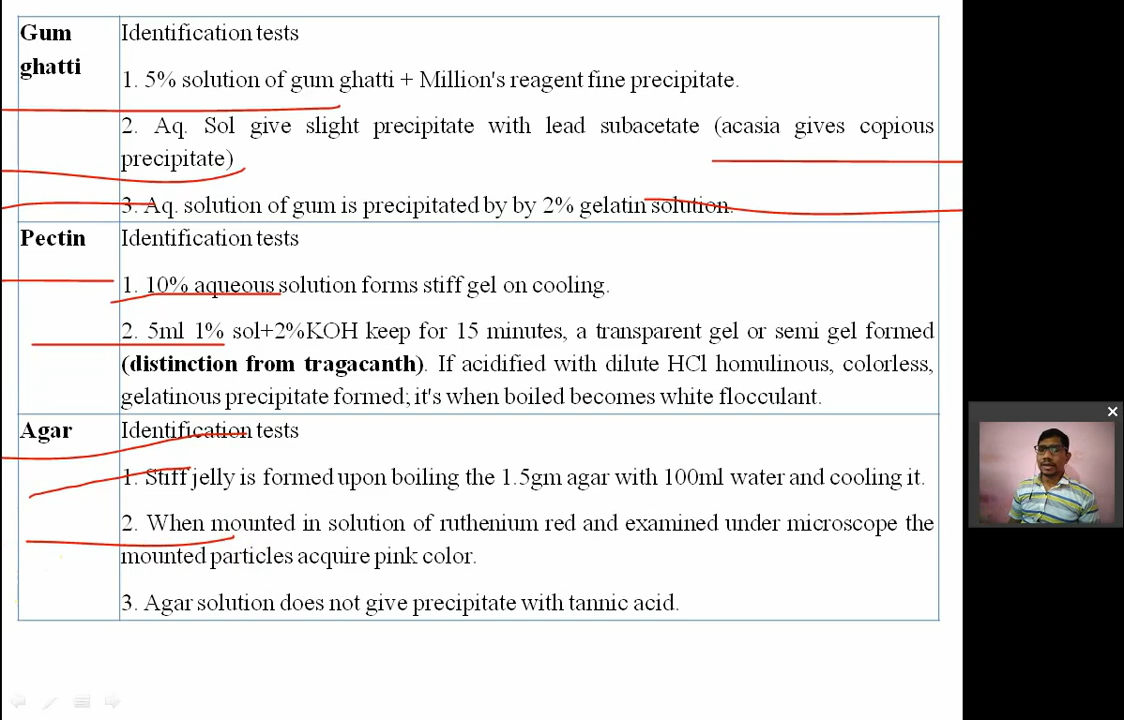 Gum
ghatti
Identification tests
1. 5% solution of gum ghatti + Million's reagent fine precipitate.
2. Aq. Sol give slight precipitate with lead subacetate (acasia gives copious
precipitate)
3. Aq. solution of gum is precipitated by by 2% gelatin solution.
Pectin
Identification tests
1. 10% aqueous solution forms stiff gel on cooling.
2. 5ml 1% sol+2%KOH keep for 15 minutes, a transparent gel or semi gel formed
(distinction from tragacanth). If acidified with dilute HCl homulinous, colorless,
gelatinous precipitate formed; it's when boiled becomes white flocculant.
Agar
Identification tests
1. Stiff jelly is formed upon boiling the 1.5gm agar with 100ml water and cooling it.
2. When mounted in solution of ruthenium red and examined under microscope the
mounted particles acquire pink color.
3. Agar solution does not give precipitate with tannic acid.